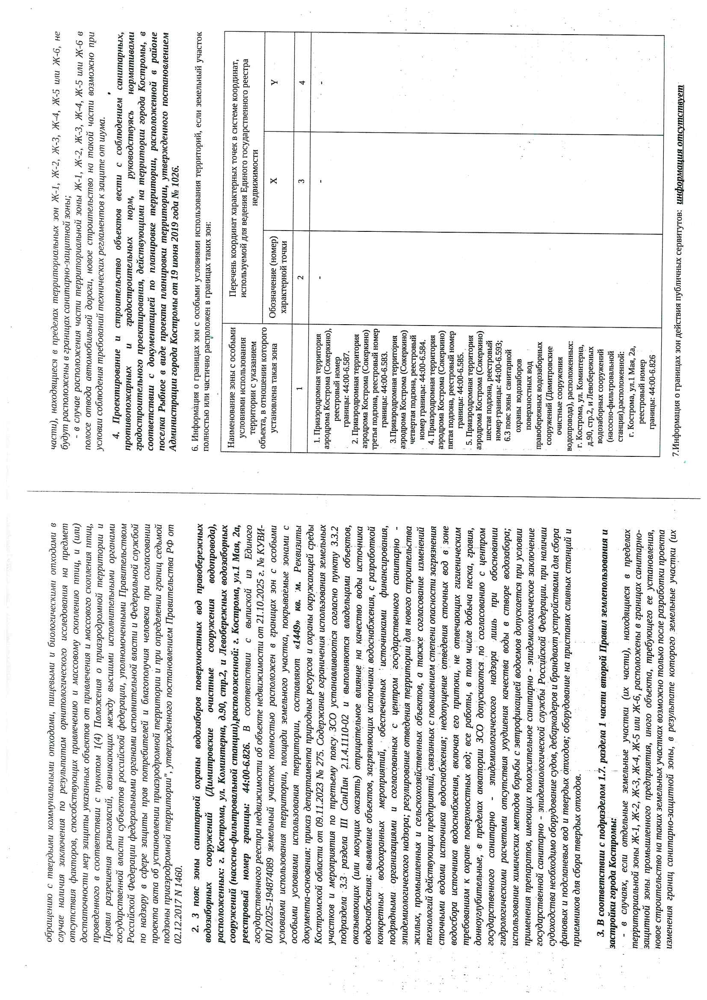 обращению с твердыми коммунальными отходами, пищевыми и биологическими отходами в
случае наличия заключения по результатам орнитологического исследования на предмет
отсутствия факторов, способствующих привлечению и массовому скоплению птиц, и (или)
достаточности мер защиты указанных объектов от привлечения и массового скопления птиц,
проведенного в соответствии с пунктом 1(4) Положения о приаэродромной территории и
Правил разрешения разногласий, возникающих между высшими исполнительными органами
государственной власти субъектов российской федерации, уполномоченными Правительством
Российской Федерации федеральными органами исполнительной власти и Федеральной службой
по надзору в сфере защиты прав потребителей и благополучия человека при согласовании
проекта акта об установлении приаэродромной территории и при определении границ седьмой
подзоны приаэродромной территории", утвержденного постановлением Правительства РФ от
02.12.2017 N 1460.
2. 3 пояс зоны санитарной охраны водозаборов поверхностных вод правобережных
водозаборных сооружений (Димитровские очистные сооружения водопровода),
расположенных: г. Кострома, ул. Коминтерна, д.90, стр.2, и Левобережных водозаборных
сооружений (насосно-фильтровальной станции),расположенной: г. Кострома, ул.1 Мая, 2а,
реестровый номер границы: 44:00-6.826. В соответствии с выпиской из Единого
государственного реестра недвижимости об объекте недвижимости от 21.10.2025 г. № КУВИ-
001/2025-194874089 земельный участок полностью расположен в границах зон с особыми
условиями использования территории, площади земельного участка, покрываемые зонами с
особыми условиями использования территории, составляют «1449» кв. м. Реквизиты
документа-основания: приказ департамента природных ресурсов и охраны окружающей среды
Костромской области от 09.11.2023 № 275. Содержание ограничения использования земельных
участков и мероприятия по третьему поясу ЗСО устанавливаются согласно пункту 3.3.2
подраздела 3.3 раздела III СанПин 2.1.4.1110-02 и выполняются владельцами объектов,
оказывающих (или могущих оказать) отрицательное влияние на качество воды источника
водоснабжения: выявление объектов, загрязняющих источники водоснабжения, с разработкой
конкретных водоохранных мероприятий, обеспеченных источниками финансирования,
подрядными организациями и согласованных с центром государственного санитарно -
эпидемиологического надзора; регулирование отведения территории для нового строительства
жилых, промышленных и сельскохозяйственных объектов, а также согласование изменений
технологий действующих предприятий, связанных с повышением степени опасности загрязнения
сточными водами источника водоснабжения; недопущение отведения сточных вод в зоне
водосбора источника водоснабжения, включая его притоки, не отвечающих гигиеническим
требованиям к охране поверхностных вод; все работы, в том числе добыча песка, гравия,
донноуглубительные, в пределах акватории ЗСО допускаются по согласованию с центром
государственного санитарно - эпидемиологического надзора лишь при обосновании
гидрологическими расчетами отсутствия ухудшения качества воды в створе водозабора;
использование химических методов борьбы с эвтрофикацией водоемов допускается при условии
применения препаратов, имеющих положительное санитарно - эпидемиологическое заключение
государственной санитарно - эпидемиологической службы Российской Федерации. при наличии
судоходства необходимо оборудование судов, дебаркадеров и брандвахт устройствами для сбора
фановых и подсланевых вод и твердых отходов; оборудование на пристанях сливных станций и
приемников для сбора твердых отходов.
3. В соответствии с подразделом 1.7. раздела 1 части второй Правил землепользования и
застройки города Костромы:
- в случаях, если отдельные земельные участки (их части), находящиеся в пределах
территориальной зоны Ж-1, Ж-2, Ж-3, Ж-4, Ж-5 или Ж-6, расположены в границах санитарно-
защитной зоны промышленного предприятия, иного объекта, требующего ее установления,
новое строительство на таких земельных участках возможно только после разработки проекта
изменения границ санитарно-защитной зоны, в результате которого земельные участки (их
части), находящиеся в пределах территориальных зон Ж-1, Ж-2, Ж-3, Ж-4, Ж-5 или Ж-6, не
будут расположены в границах санитарно-защитной зоны;
- в случае расположения части территориальной зоны Ж-1, Ж-2, Ж-3, Ж-4, Ж-5 или Ж-6 в
полосе отвода автомобильной дороги, новое строительство на такой части возможно при
условии соблюдения требований технических регламентов к защите от шума.
4. Проектирование и строительство объектов вести с соблюдением санитарных,
противопожарных и градостроительных норм, руководствуясь нормативами
градостроительного проектирования, действующими на территории города Костромы, в
соответствии с документацией по планировке территории, расположенной в районе
поселка Рыбное в виде проекта планировки территории, утвержденного постановлением
Администрации города Костромы от 19 июня 2019 года № 1026.
6. Информация о границах зон с особыми условиями использования территорий, если земельный участок
полностью или частично расположен в границах таких зон:
Наименование зоны с особыми
условиями использования
территории с указанием
объекта, в отношении которого
установлена такая зона
Перечень координат характерных точек в системе координат,
используемой для ведения Единого государственного реестра
недвижимости
Обозначение (номер)
характерной точки
X
Y
1
2
3
4
1. Приаэродромная территория
аэродрома Кострома (Сокеркино),
реестровый номер
границы: 44:00-6.587.
2. Приаэродромная территория
аэродрома Кострома (Сокеркино)
третья подзона, реестровый номер
границы: 44:00-6.583.
3.Приаэродромная территория
аэродрома Кострома (Сокеркино)
четвертая подзона, реестровый
номер границы: 44:00-6.584.
4. Приаэродромная территория
аэродрома Кострома (Сокеркино)
пятая подзона, реестровый номер
границы: 44:00-6.585.
5. Приаэродромная территория
аэродрома Кострома (Сокеркино)
шестая подзона, реестровый
номер границы: 44:00-6.593;
6.3 пояс зоны санитарной
охраны водозаборов
поверхностных вод
правобережных водозаборных
сооружений (Димитровские
очистные сооружения
водопровода), расположенных:
г. Кострома, ул. Коминтерна,
д.90, стр.2, и Левобережных
водозаборных сооружений
(насосно-фильтровальной
станции),расположенной:
г. Кострома, ул.1 Мая, 2а,
реестровый номер
границы: 44:00-6.826
-
-
-
7.Информация о границах зон действия публичных сервитутов: информация отсутствует